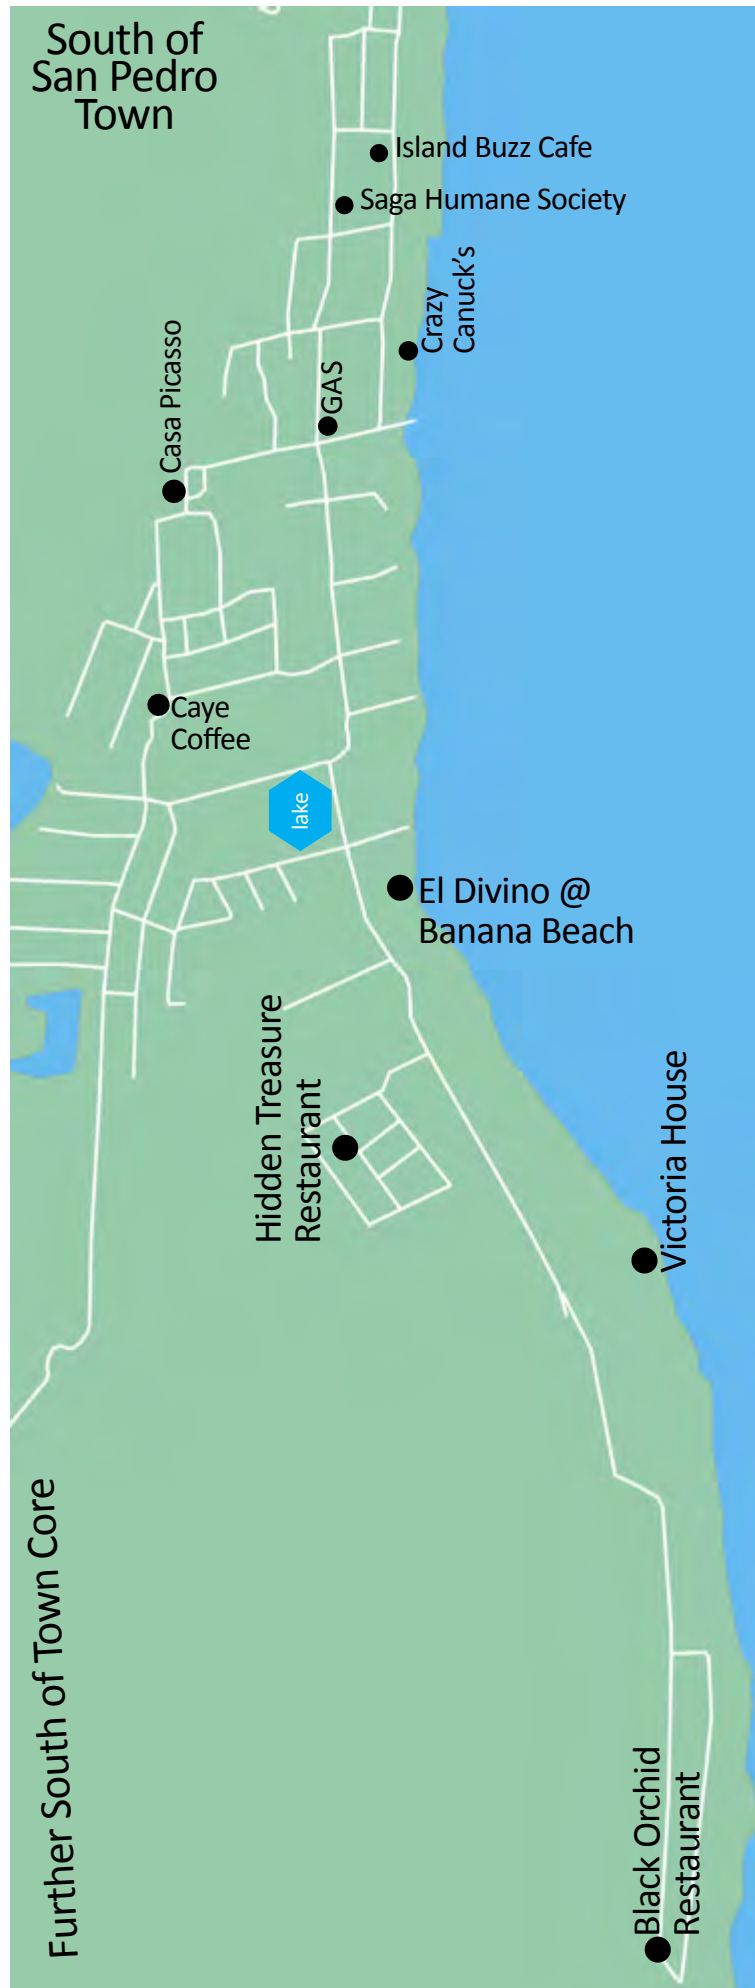 South of
San Pedro
Town
Island Buzz Cafe
Saga Humane Society
Crazy
Canuck's
Casa Picasso
GAS
Caye
Coffee
lake
El Divino @
Banana Beach
Hidden Treasure
Restaurant
Victoria House
Further South of Town Core
Black Orchid
Restaurant